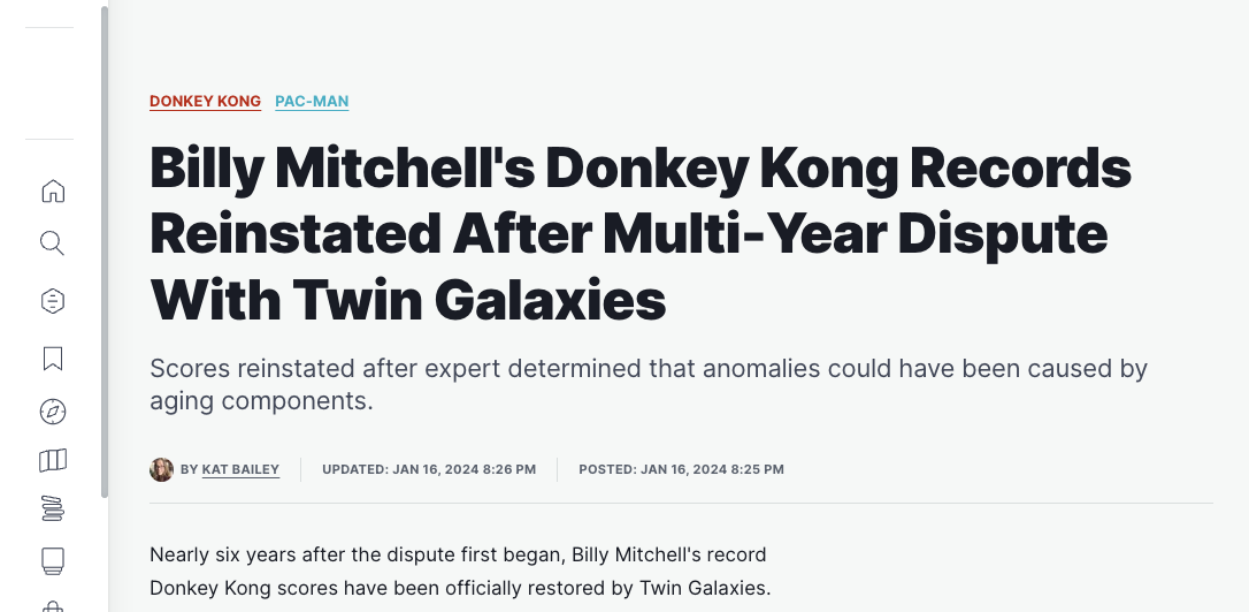 DONKEY KONG PAC-MAN
Billy Mitchell's Donkey Kong Records
Reinstated After Multi-Year Dispute
With Twin Galaxies
Scores reinstated after expert determined that anomalies could have been caused by
aging components.
BY KAT BAILEY UPDATED: JAN 16, 2024 8:26 PM POSTED: JAN 16, 2024 8:25 PM
Nearly six years after the dispute first began, Billy Mitchell's record
Donkey Kong scores have been officially restored by Twin Galaxies.